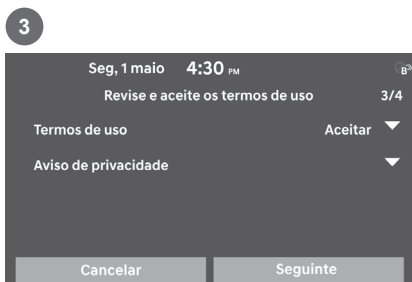 3
Seg, 1 maio 4:30 PM
Revise e aceite os termos de uso 3/4
Termos de uso Aceitar
Aviso de privacidade
Cancelar Seguinte